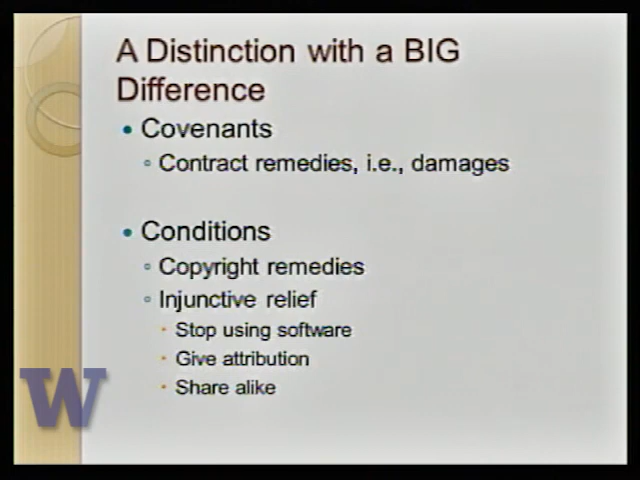 A Distinction with a BIG
Difference
• Covenants
◦ Contract remedies, i.e., damages
• Conditions
◦ Copyright remedies
◦ Injunctive relief
• Stop using software
• Give attribution
• Share alike
W